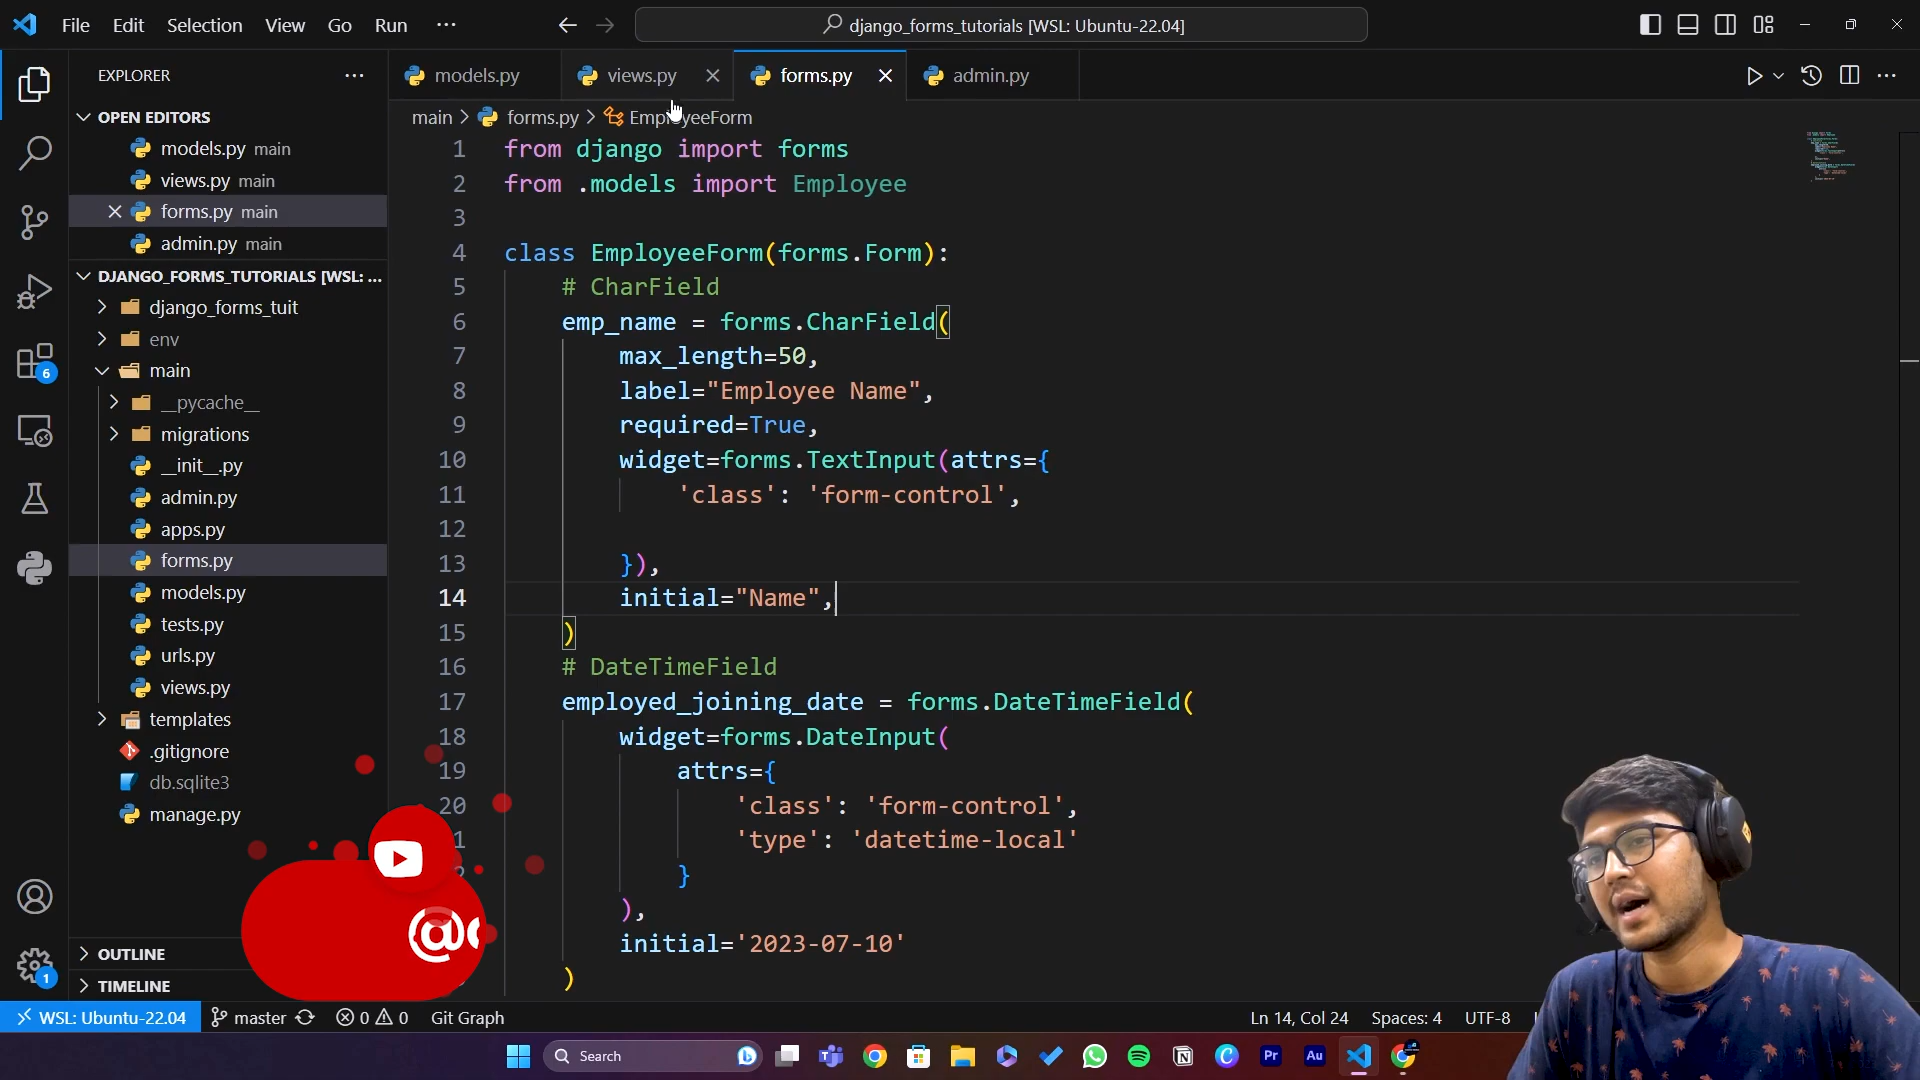 File Edit Selection View Go Run ···
django_forms_tutorials [WSL: Ubuntu-22.04]
EXPLORER
OPEN EDITORS
models.py main
views.py main
forms.py main
admin.py main
DJANGO_FORMS_TUTORIALS [WSL: ...
django_forms_tuit
env
main
__pycache__
migrations
__init__.py
admin.py
apps.py
forms.py
models.py
tests.py
urls.py
views.py
templates
.gitignore
db.sqlite3
manage.py
OUTLINE
TIMELINE
6
1
models.py views.py forms.py admin.py
main > forms.py > EmployeeForm
1 from django import forms
2 from .models import Employee
3
4 class EmployeeForm(forms.Form):
5 # CharField
6 emp_name = forms.CharField(
7 max_length=50,
8 label="Employee Name",
9 required=True,
10 widget=forms.TextInput(attrs={
11 'class': 'form-control',
12
13 }),
14 initial="Name",
15 )
16 # DateTimeField
17 employed_joining_date = forms.DateTimeField(
18 widget=forms.DateInput(
19 attrs={
20 'class': 'form-control',
'type': 'datetime-local'
}
),
initial='2023-07-10'
)
@
WSL: Ubuntu-22.04 master 0 0 Git Graph
Ln 14, Col 24 Spaces: 4 UTF-8
Search
Pr Au